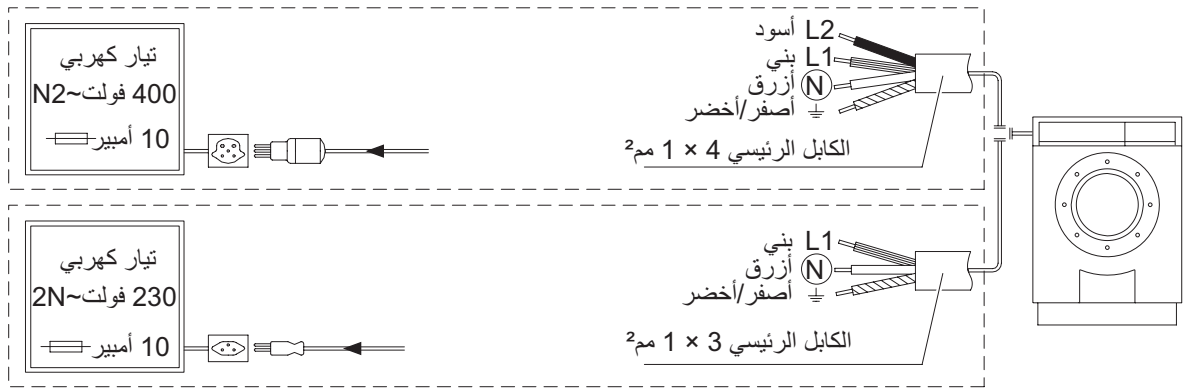 تيار كهربي
400 فولت~N2
10 أمبير
L2 أسود
L1 بني
N أزرق
أصفر/أخضر
الكابل الرئيسي 4 × 1 مم²
تيار كهربي
230 فولت~2N
10 أمبير
L1 بني
N أزرق
أصفر/أخضر
الكابل الرئيسي 3 × 1 مم²